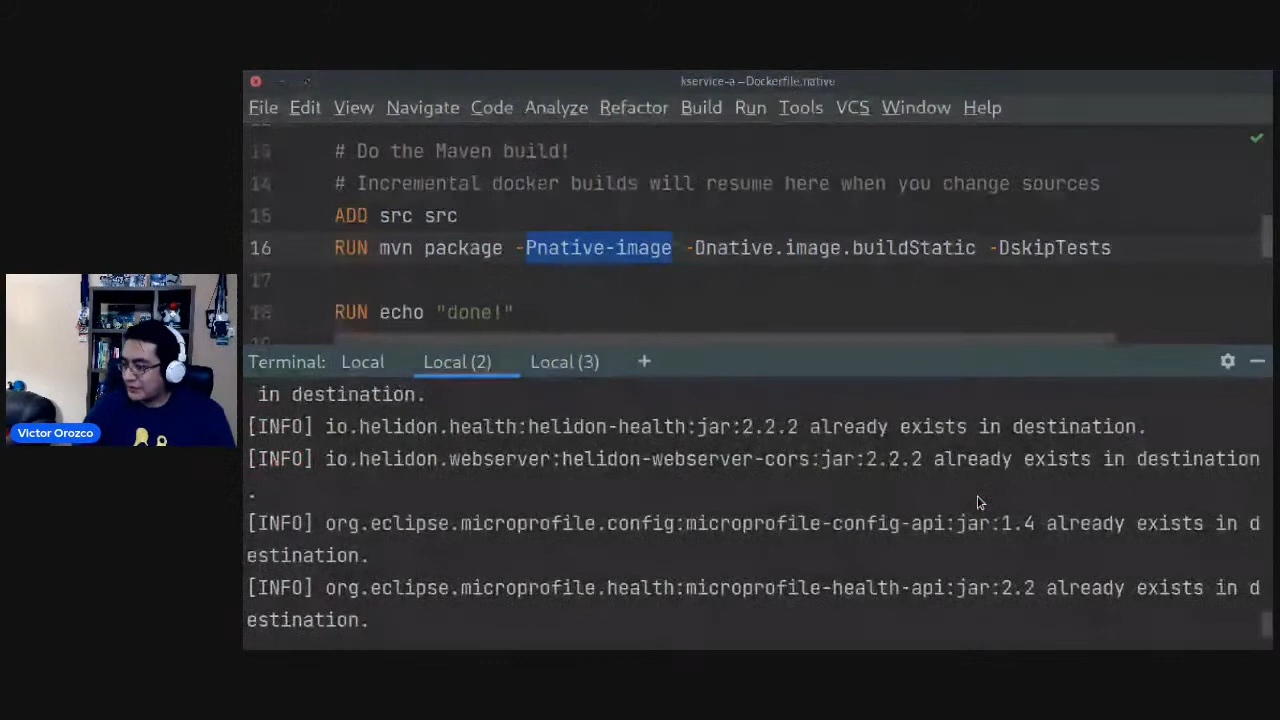 kservice-a – Dockerfile.native
File Edit View Navigate Code Analyze Refactor Build Run Tools VCS Window Help
13 # Do the Maven build!
14 # Incremental docker builds will resume here when you change sources
15 ADD src src
16 RUN mvn package -Pnative-image -Dnative.image.buildStatic -DskipTests
17
18 RUN echo "done!"
Terminal: Local Local (2) Local (3) +
in destination.
[INFO] io.helidon.health:helidon-health:jar:2.2.2 already exists in destination.
[INFO] io.helidon.webserver:helidon-webserver-cors:jar:2.2.2 already exists in destination
.
[INFO] org.eclipse.microprofile.config:microprofile-config-api:jar:1.4 already exists in d
estination.
[INFO] org.eclipse.microprofile.health:microprofile-health-api:jar:2.2 already exists in d
estination.
Victor Orozco